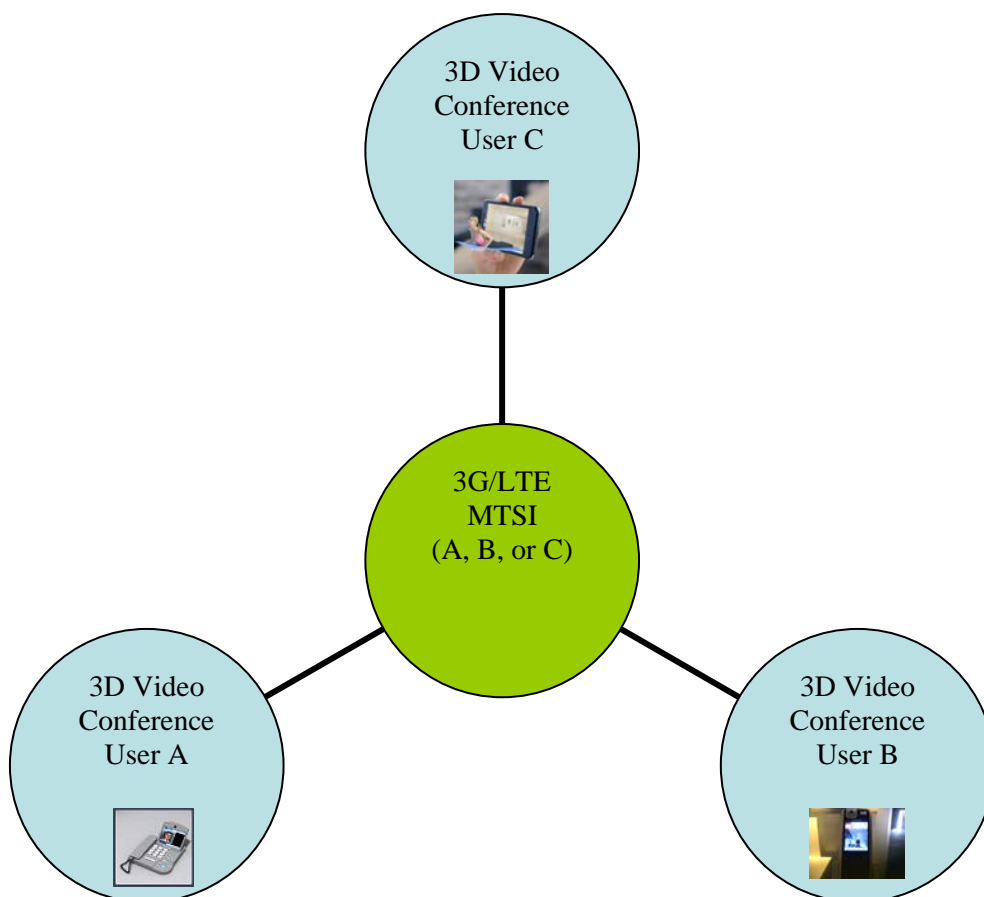 3D Video
Conference
User C
3G/LTE
MTSI
(A, B, or C)
3D Video
Conference
User A
3D Video
Conference
User B